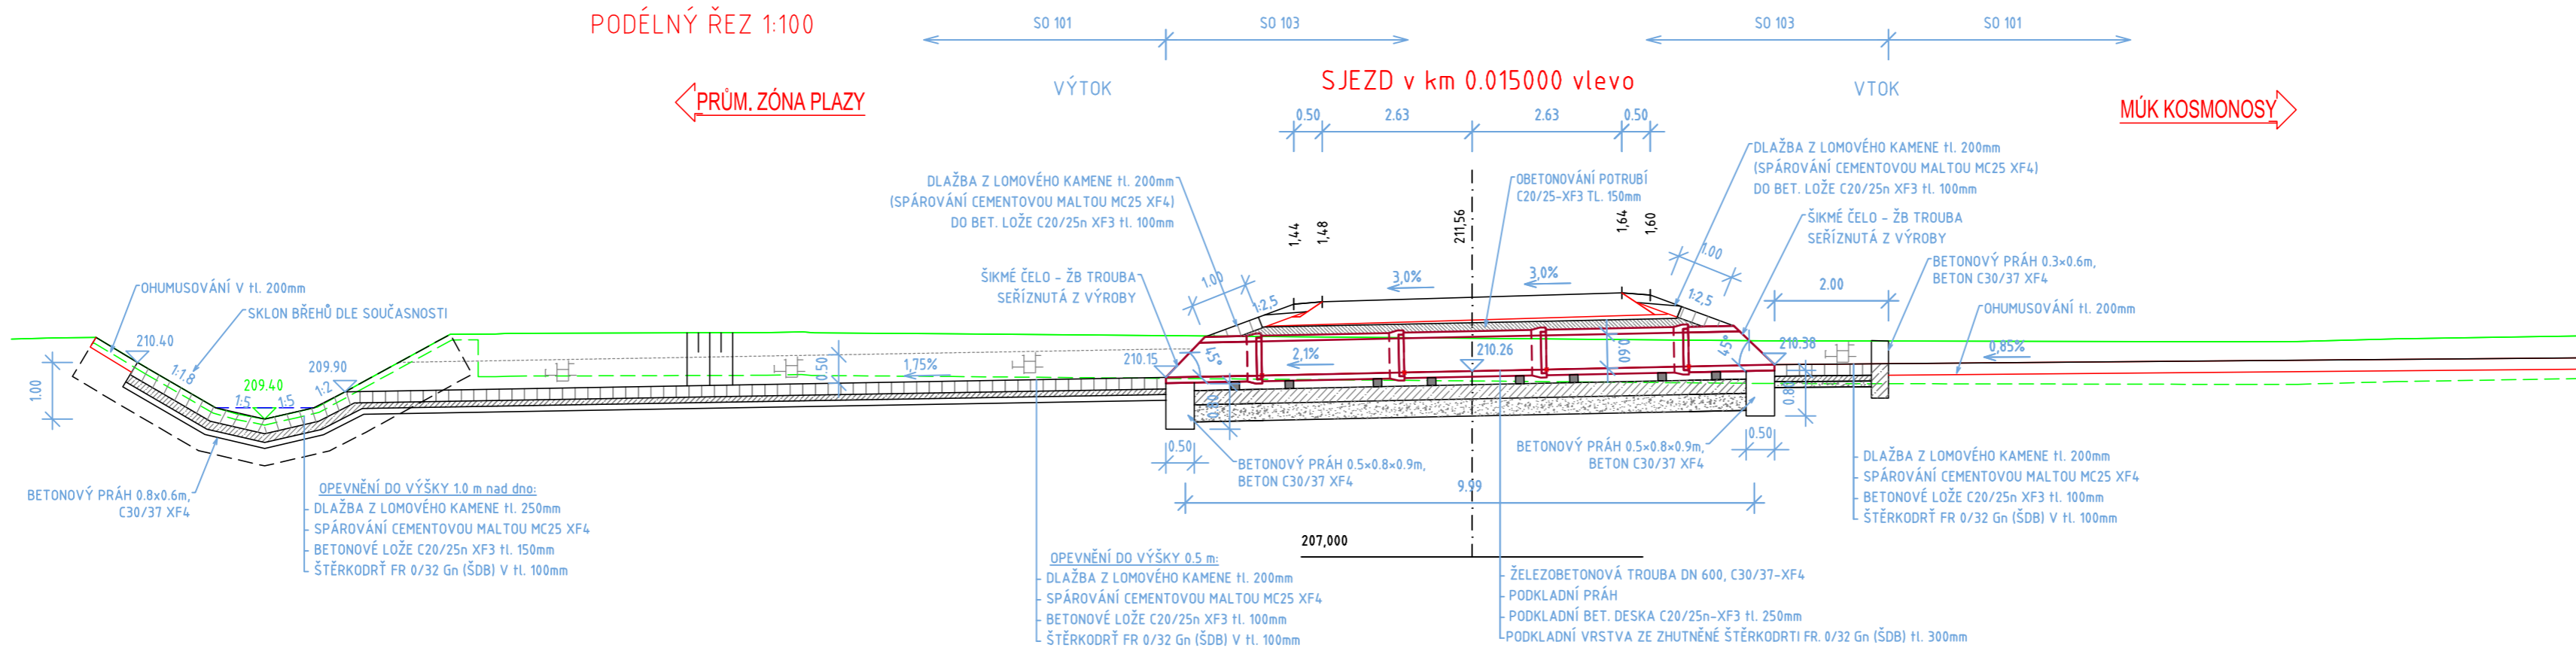 PODÉLNÝ ŘEZ 1:100
SO 101
SO 103
SO 103
SO 101
VÝTOK
SJEZD v km 0.015000 vlevo
VTOK
PRŮM. ZÓNA PLAZY
MÚK KOSMONOSY
0.50
2.63
2.63
0.50
DLAŽBA Z LOMOVÉHO KAMENE tl. 200mm
(SPÁROVÁNÍ CEMENTOVOU MALTOU MC25 XF4)
DO BET. LOŽE C20/25n XF3 tl. 100mm
OBETONOVÁNÍ POTRUBÍ
C20/25-XF3 TL. 150mm
DLAŽBA Z LOMOVÉHO KAMENE tl. 200mm
(SPÁROVÁNÍ CEMENTOVOU MALTOU MC25 XF4)
DO BET. LOŽE C20/25n XF3 tl. 100mm
1,44
1,48
211,56
1,64
1,60
ŠIKMÉ ČELO - ŽB TROUBA
SEŘÍZNUTÁ Z VÝROBY
ŠIKMÉ ČELO - ŽB TROUBA
SEŘÍZNUTÁ Z VÝROBY
BETONOVÝ PRÁH 0.3x0.6m,
BETON C30/37 XF4
1.00
1:2,5
3,0%
3,0%
1.00
1:2,5
2.00
OHUMUSOVÁNÍ tl. 200mm
OHUMUSOVÁNÍ V tl. 200mm
SKLON BŘEHŮ DLE SOUČASNOSTI
210.40
1:1.8
209.90
209.40
1:5
1:5
1:2
1.00
0.50
1,75%
210.15
45°
2,1%
210.26
0.60
45°
210.38
0,85%
0.80
0.80
0.50
0.50
BETONOVÝ PRÁH 0.5x0.8x0.9m,
BETON C30/37 XF4
BETONOVÝ PRÁH 0.5x0.8x0.9m,
BETON C30/37 XF4
9.99
BETONOVÝ PRÁH 0.8x0.6m,
C30/37 XF4
OPEVNĚNÍ DO VÝŠKY 1.0 m nad dno:
- DLAŽBA Z LOMOVÉHO KAMENE tl. 250mm
- SPÁROVÁNÍ CEMENTOVOU MALTOU MC25 XF4
- BETONOVÉ LOŽE C20/25n XF3 tl. 150mm
- ŠTĚRKODRŤ FR 0/32 Gn (ŠDB) V tl. 100mm
- DLAŽBA Z LOMOVÉHO KAMENE tl. 200mm
- SPÁROVÁNÍ CEMENTOVOU MALTOU MC25 XF4
- BETONOVÉ LOŽE C20/25n XF3 tl. 100mm
- ŠTĚRKODRŤ FR 0/32 Gn (ŠDB) V tl. 100mm
207,000
OPEVNĚNÍ DO VÝŠKY 0.5 m:
- DLAŽBA Z LOMOVÉHO KAMENE tl. 200mm
- SPÁROVÁNÍ CEMENTOVOU MALTOU MC25 XF4
- BETONOVÉ LOŽE C20/25n XF3 tl. 100mm
- ŠTĚRKODRŤ FR 0/32 Gn (ŠDB) V tl. 100mm
- ŽELEZOBETONOVÁ TROUBA DN 600, C30/37-XF4
- PODKLADNÍ PRÁH
- PODKLADNÍ BET. DESKA C20/25n-XF3 tl. 250mm
- PODKLADNÍ VRSTVA ZE ZHUTNĚNÉ ŠTĚRKODRTI FR. 0/32 Gn (ŠDB) tl. 300mm